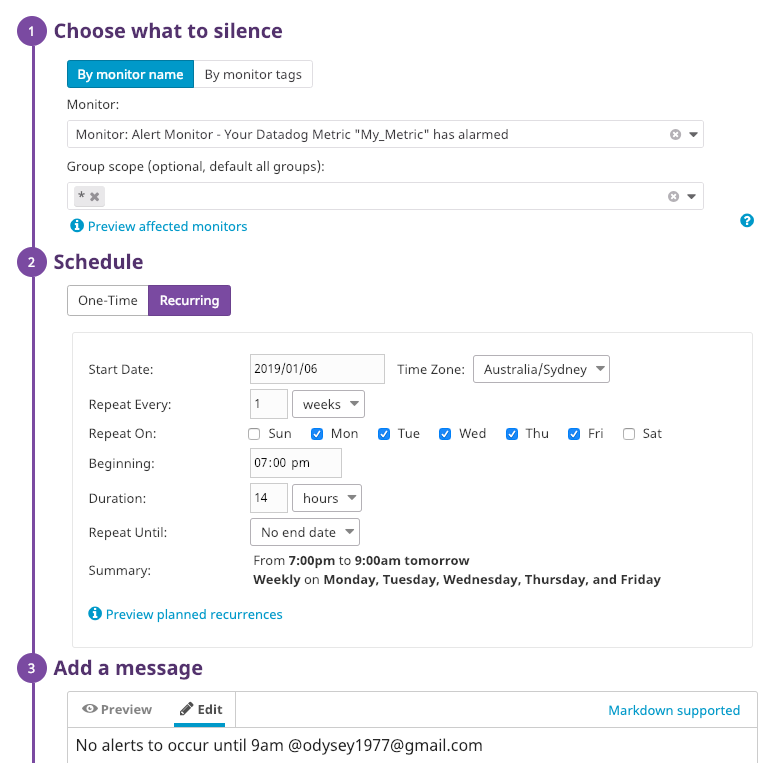 1 Choose what to silence
By monitor name By monitor tags
Monitor:
Monitor: Alert Monitor - Your Datadog Metric "My_Metric" has alarmed
Group scope (optional, default all groups):
*
Preview affected monitors
2 Schedule
One-Time Recurring
Start Date: 2019/01/06 Time Zone: Australia/Sydney
Repeat Every: 1 weeks
Repeat On: Sun Mon Tue Wed Thu Fri Sat
Beginning: 07:00 pm
Duration: 14 hours
Repeat Until: No end date
Summary: From 7:00pm to 9:00am tomorrow
Weekly on Monday, Tuesday, Wednesday, Thursday, and Friday
Preview planned recurrences
3 Add a message
Preview Edit Markdown supported
No alerts to occur until 9am @odysey1977@gmail.com